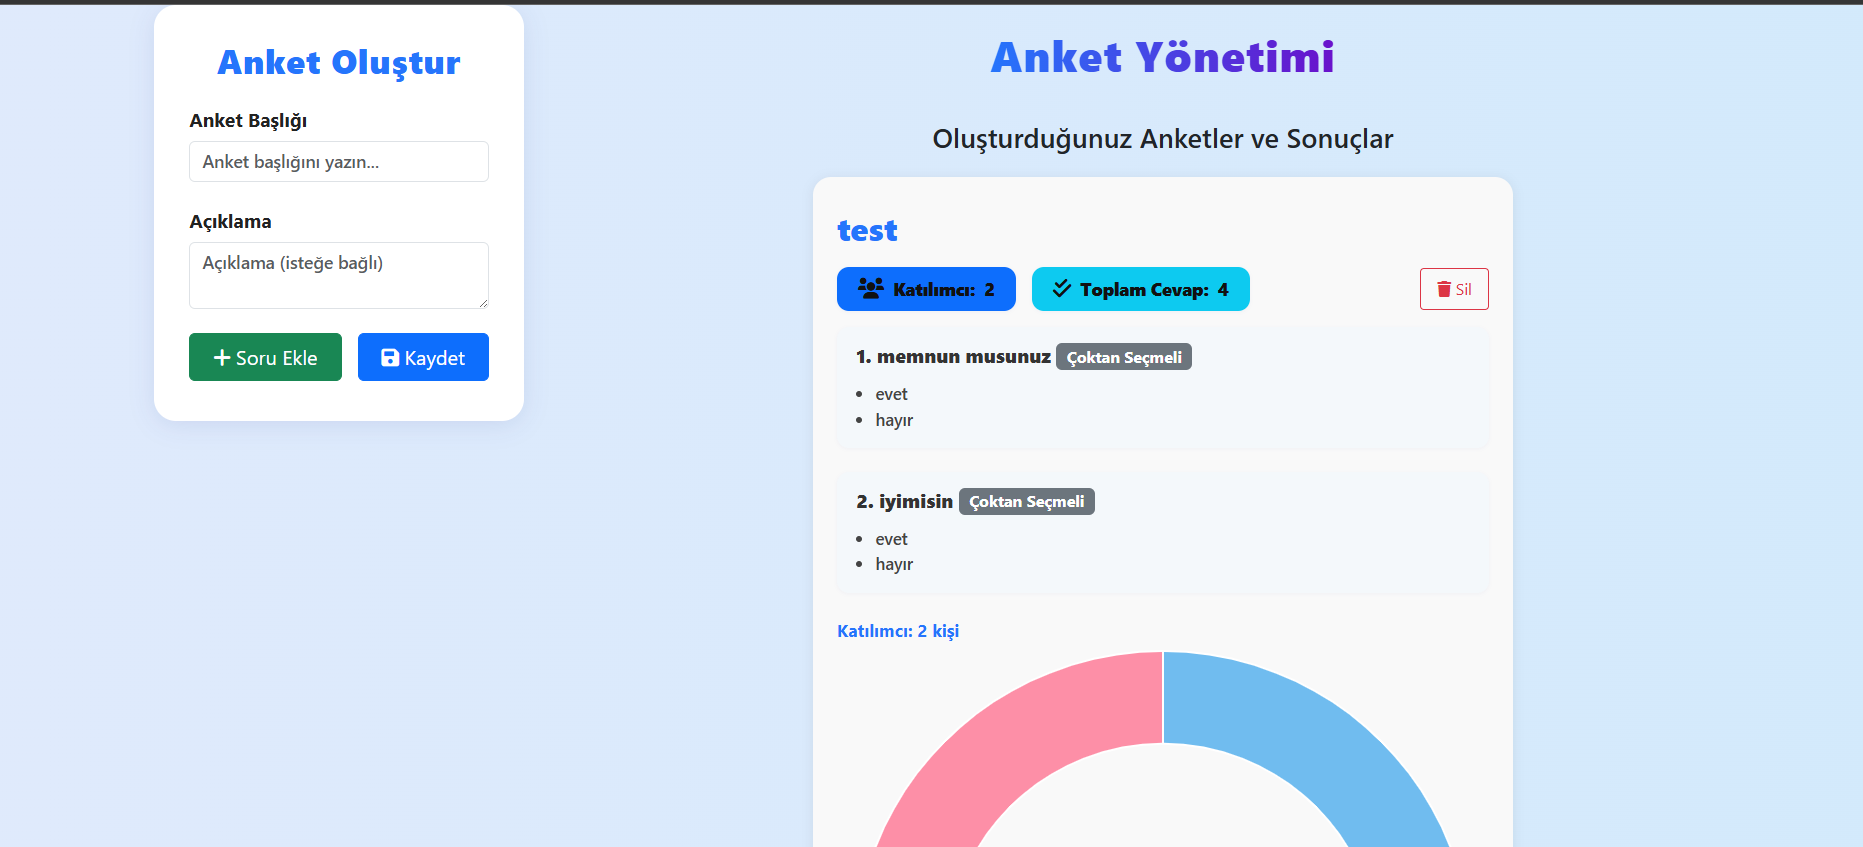 Anket Oluştur
Anket Başlığı
Anket başlığını yazın...
Açıklama
Açıklama (isteğe bağlı)
Soru Ekle
Kaydet
Anket Yönetimi
Oluşturduğunuz Anketler ve Sonuçlar
test
Katılımcı: 2
Toplam Cevap: 4
Sil
1. memnun musunuz Çoktan Seçmeli
• evet
• hayır
2. iyimisin Çoktan Seçmeli
• evet
• hayır
Katılımcı: 2 kişi